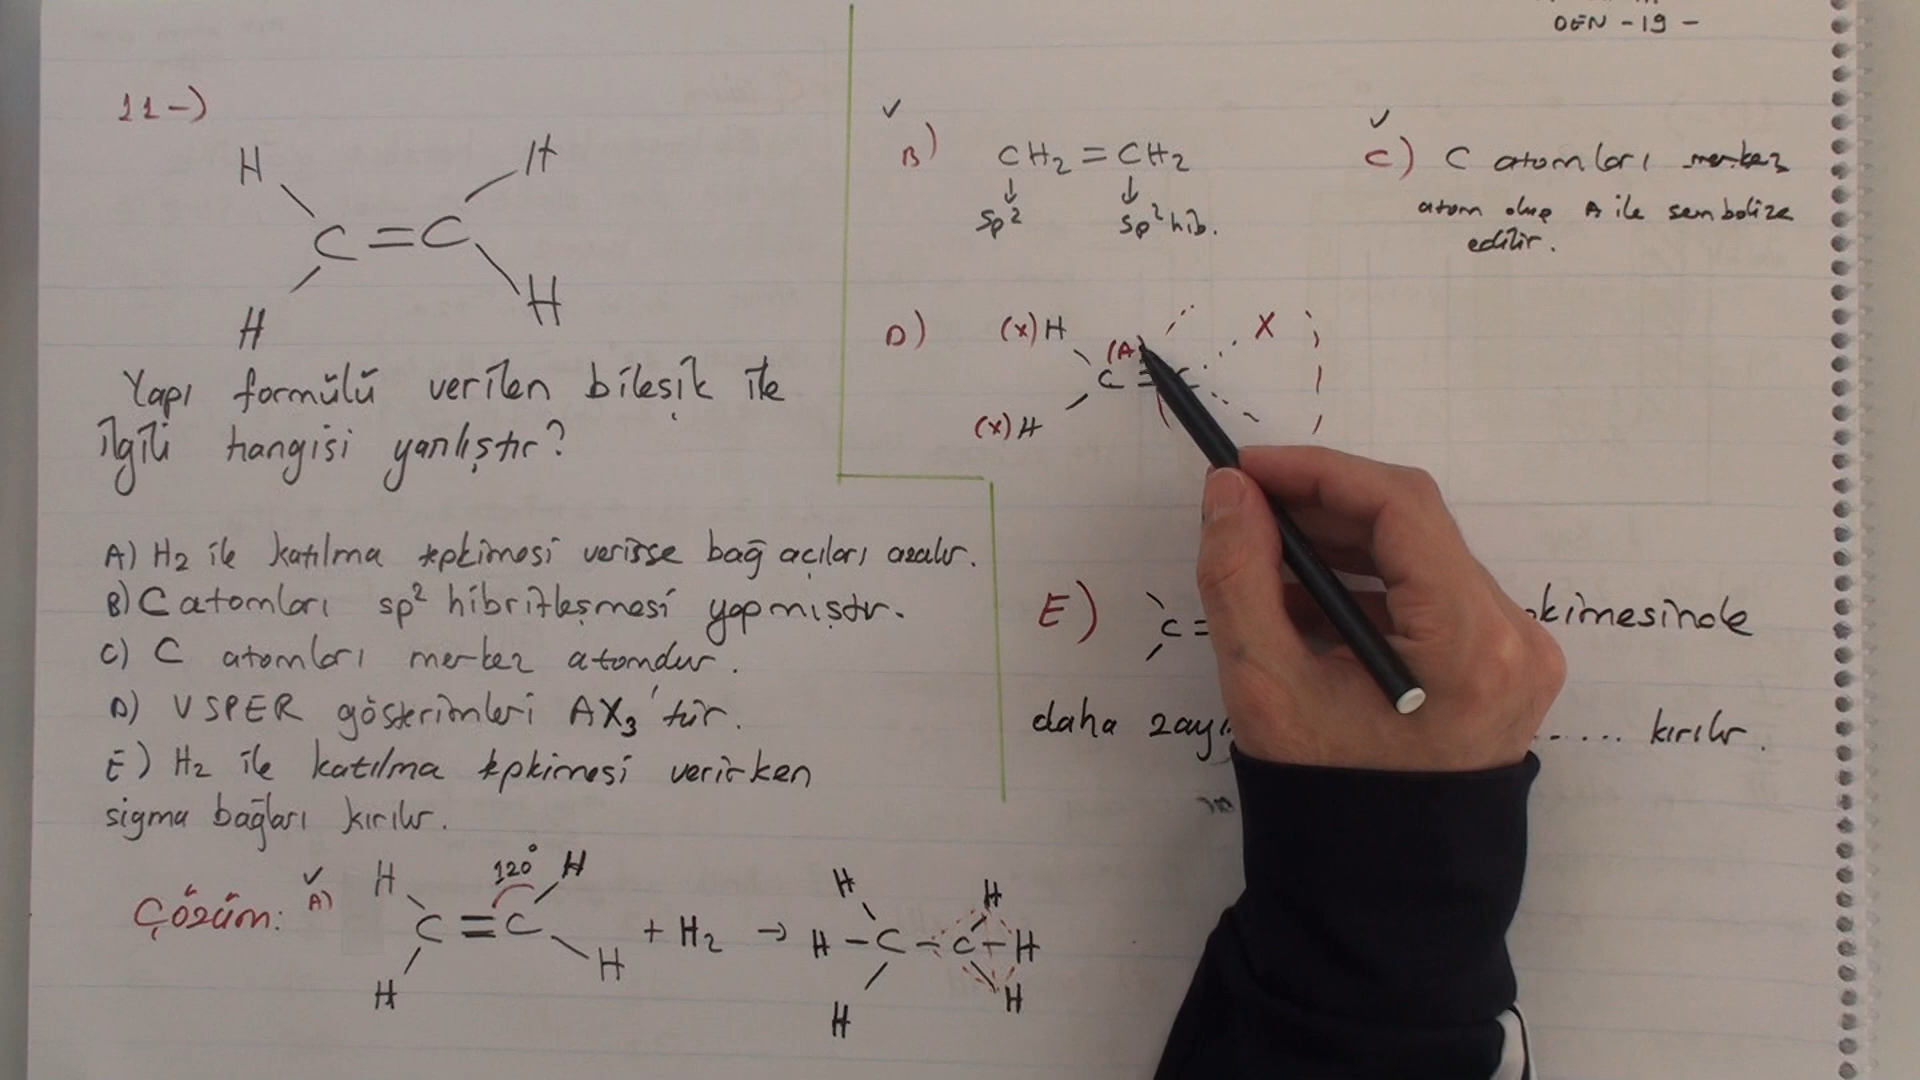 OEN - 19 -
11-)
H H
C = C
H H
Yapı formülü verilen bileşik ile
ilgili hangisi yanlıştır?
A) H₂ ile katılma tepkimesi verirse bağ açıları azalır.
B) C atomları sp² hibritleşmesi yapmıştır.
C) C atomları merkez atomdur.
D) VSPER gösterimleri AX₃'tür.
E) H₂ ile katılma tepkimesi verirken
sigma bağları kırılır.
Çözüm: ✓ A)
H 120° H
C = C + H₂ → H - C - C - H
H H
H H
H H
✓ B) CH₂ = CH₂
↓ ↓
sp² sp² hib.
✓ C) C atomları merkez
atom olup A ile sembolize
edilir.
D) (x) H (A) X
C = C
(x) H
E) C =
daha kırılır.